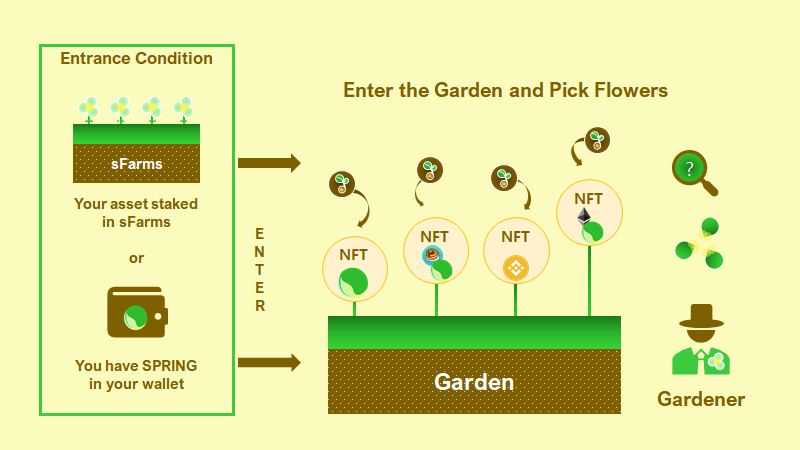 Entrance Condition
sFarms
Your asset staked
in sFarms
or
You have SPRING
in your wallet
E
N
T
E
R
Enter the Garden and Pick Flowers
NFT
NFT
NFT
NFT
?
Garden
Gardener